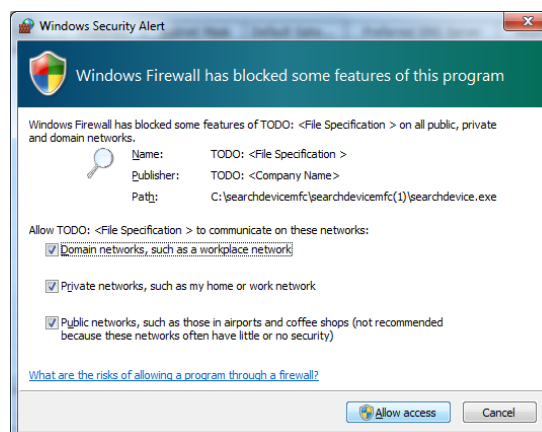 Windows Security Alert
Windows Firewall has blocked some features of this program
Windows Firewall has blocked some features of TODO: <File Specification > on all public, private
and domain networks.
Name: TODO: <File Specification >
Publisher: TODO: <Company Name>
Path: C:\searchdevicemfc\searchdevicemfc(1)\searchdevice.exe
Allow TODO: <File Specification > to communicate on these networks:
Domain networks, such as a workplace network
Private networks, such as my home or work network
Public networks, such as those in airports and coffee shops (not recommended
because these networks often have little or no security)
What are the risks of allowing a program through a firewall?
Allow access Cancel